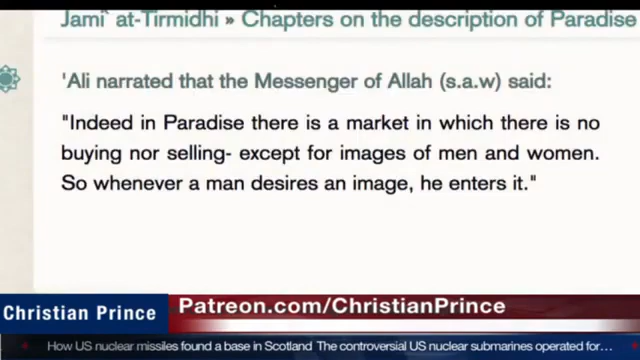 Jami` at-Tirmidhi » Chapters on the description of Paradise
'Ali narrated that the Messenger of Allah (s.a.w) said:
"Indeed in Paradise there is a market in which there is no
buying nor selling- except for images of men and women.
So whenever a man desires an image, he enters it."
Patreon.com/ChristianPrince
Christian Prince
How US nuclear missiles found a base in Scotland The controversial US nuclear submarines operated for...